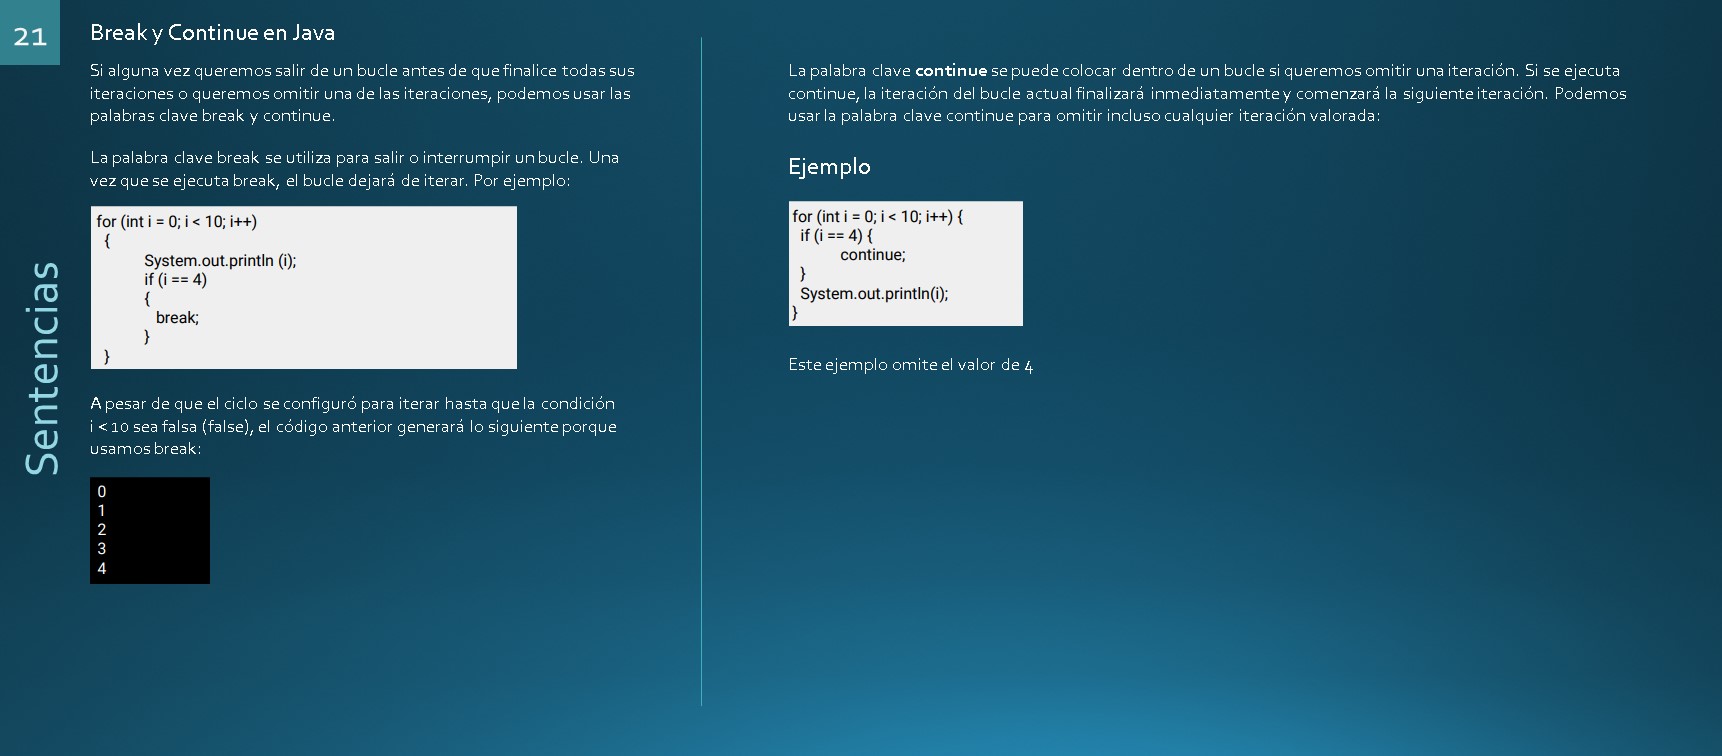 21
Sentencias
Break y Continue en Java
Si alguna vez queremos salir de un bucle antes de que finalice todas sus
iteraciones o queremos omitir una de las iteraciones, podemos usar las
palabras clave break y continue.
La palabra clave break se utiliza para salir o interrumpir un bucle. Una
vez que se ejecuta break, el bucle dejará de iterar. Por ejemplo:
for (int i = 0; i < 10; i++)
{
System.out.println (i);
if (i == 4)
{
break;
}
}
A pesar de que el ciclo se configuró para iterar hasta que la condición
i < 10 sea falsa (false), el código anterior generará lo siguiente porque
usamos break:
0
1
2
3
4
La palabra clave continue se puede colocar dentro de un bucle si queremos omitir una iteración. Si se ejecuta
continue, la iteración del bucle actual finalizará inmediatamente y comenzará la siguiente iteración. Podemos
usar la palabra clave continue para omitir incluso cualquier iteración valorada:
Ejemplo
for (int i = 0; i < 10; i++) {
if (i == 4) {
continue;
}
System.out.println(i);
}
Este ejemplo omite el valor de 4